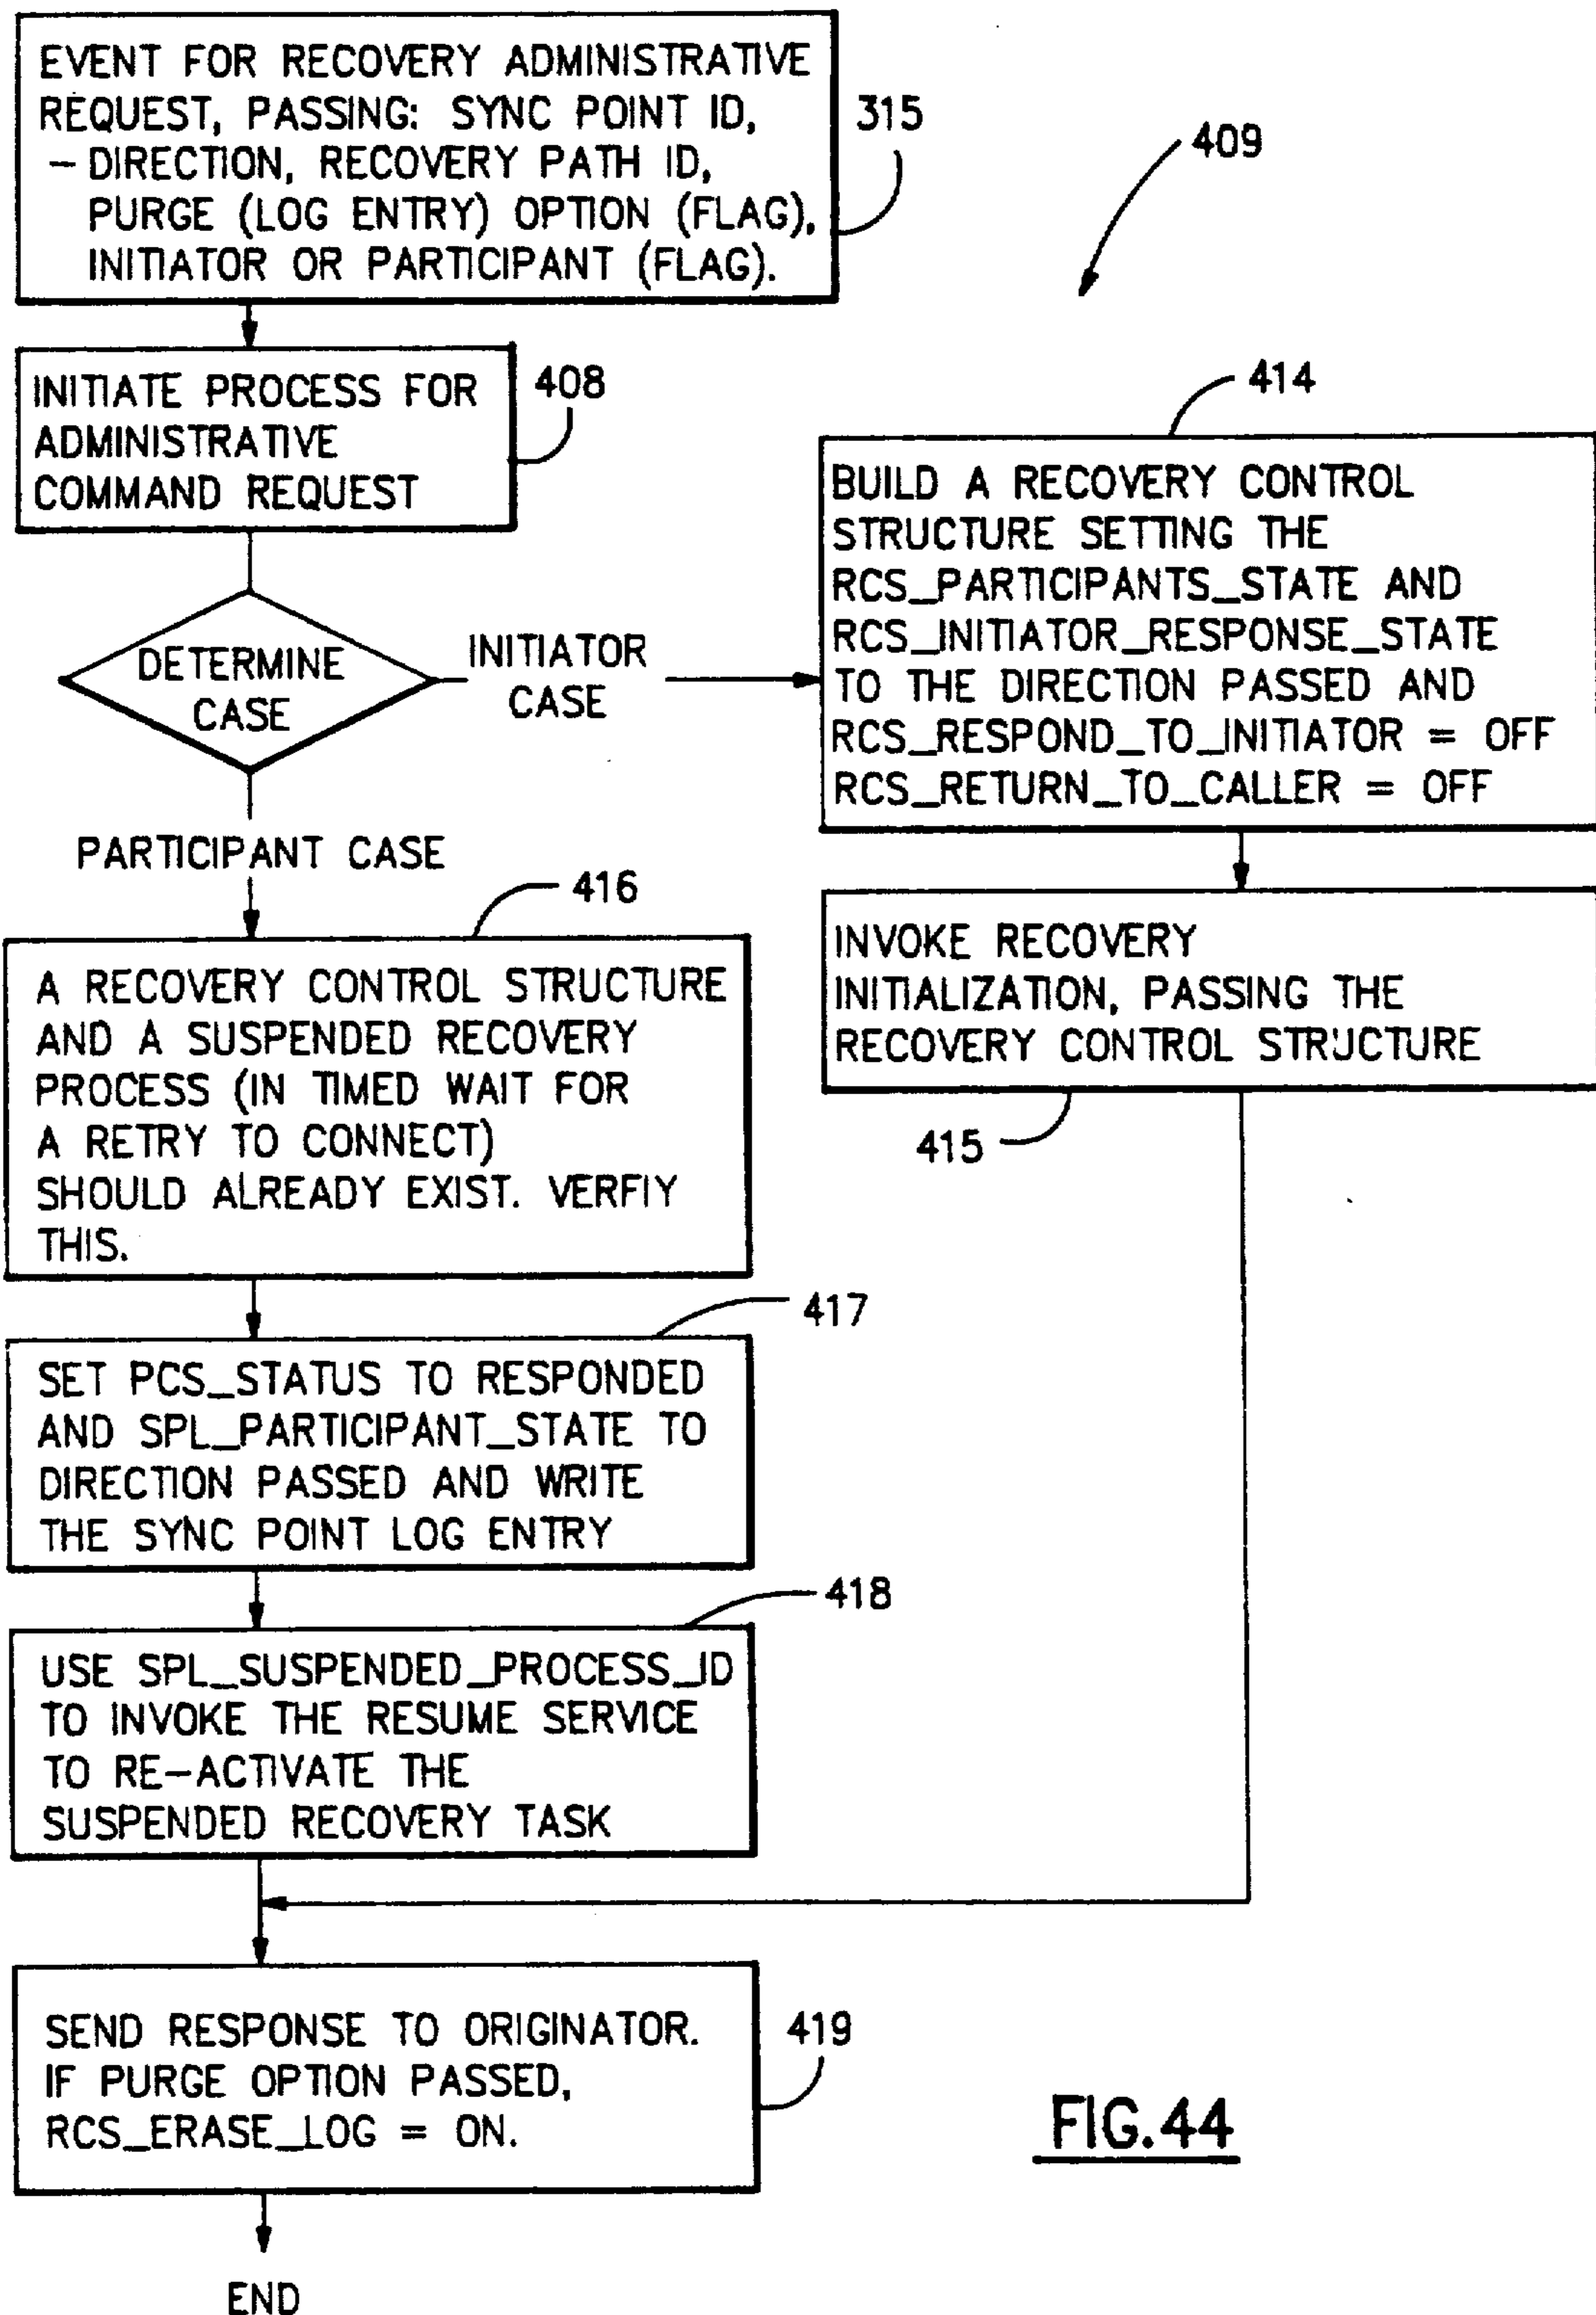 EVENT FOR RECOVERY ADMINISTRATIVE
REQUEST, PASSING: SYNC POINT ID,
– DIRECTION, RECOVERY PATH ID,
PURGE (LOG ENTRY) OPTION (FLAG),
INITIATOR OR PARTICIPANT (FLAG).
315
409
INITIATE PROCESS FOR
ADMINISTRATIVE
COMMAND REQUEST
408
DETERMINE
CASE
INITIATOR
CASE
414
BUILD A RECOVERY CONTROL
STRUCTURE SETTING THE
RCS_PARTICIPANTS_STATE AND
RCS_INITIATOR_RESPONSE_STATE
TO THE DIRECTION PASSED AND
RCS_RESPOND_TO_INITIATOR = OFF
RCS_RETURN_TO_CALLER = OFF
INVOKE RECOVERY
INITIALIZATION, PASSING THE
RECOVERY CONTROL STRUCTURE
415
PARTICIPANT CASE
416
A RECOVERY CONTROL STRUCTURE
AND A SUSPENDED RECOVERY
PROCESS (IN TIMED WAIT FOR
A RETRY TO CONNECT)
SHOULD ALREADY EXIST. VERFIY
THIS.
417
SET PCS_STATUS TO RESPONDED
AND SPL_PARTICIPANT_STATE TO
DIRECTION PASSED AND WRITE
THE SYNC POINT LOG ENTRY
418
USE SPL_SUSPENDED_PROCESS_ID
TO INVOKE THE RESUME SERVICE
TO RE–ACTIVATE THE
SUSPENDED RECOVERY TASK
SEND RESPONSE TO ORIGINATOR.
IF PURGE OPTION PASSED,
RCS_ERASE_LOG = ON.
419
END
FIG.44